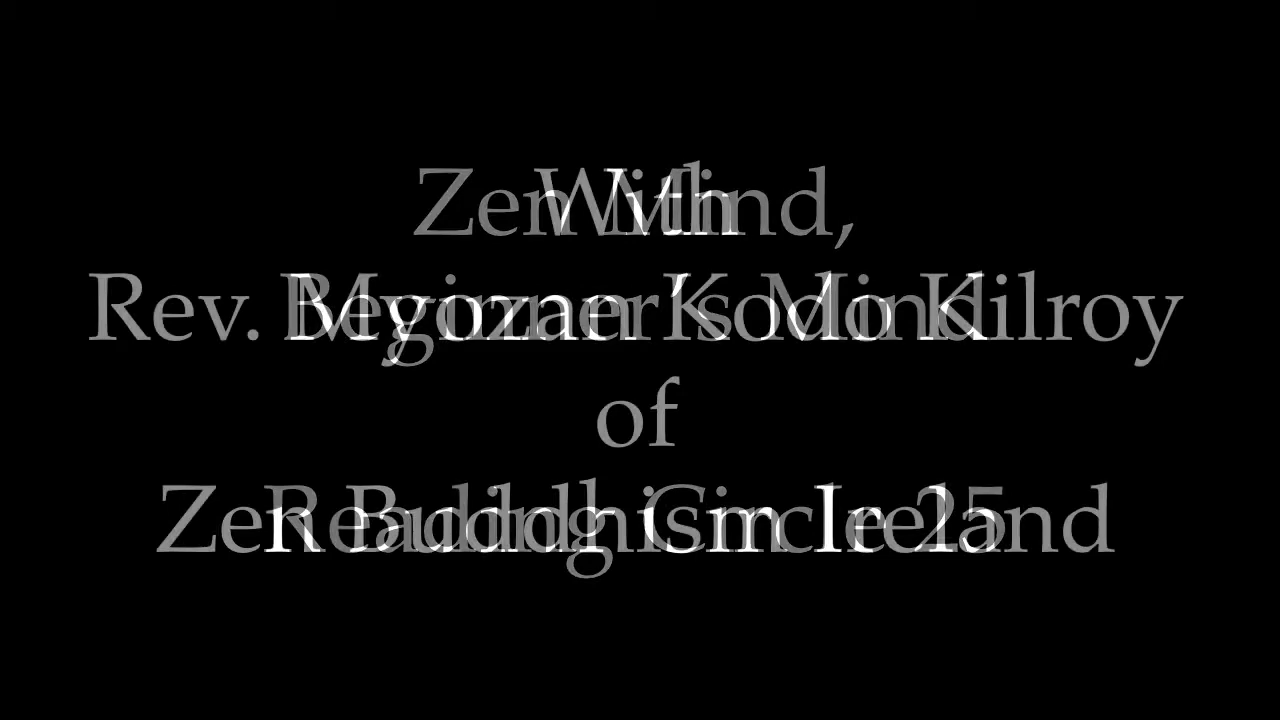 Zen Mind,
Beginner's Mind
Reading Circle 25
With
Rev. Myozan Kodo Kilroy
of
Zen Buddhism Ireland